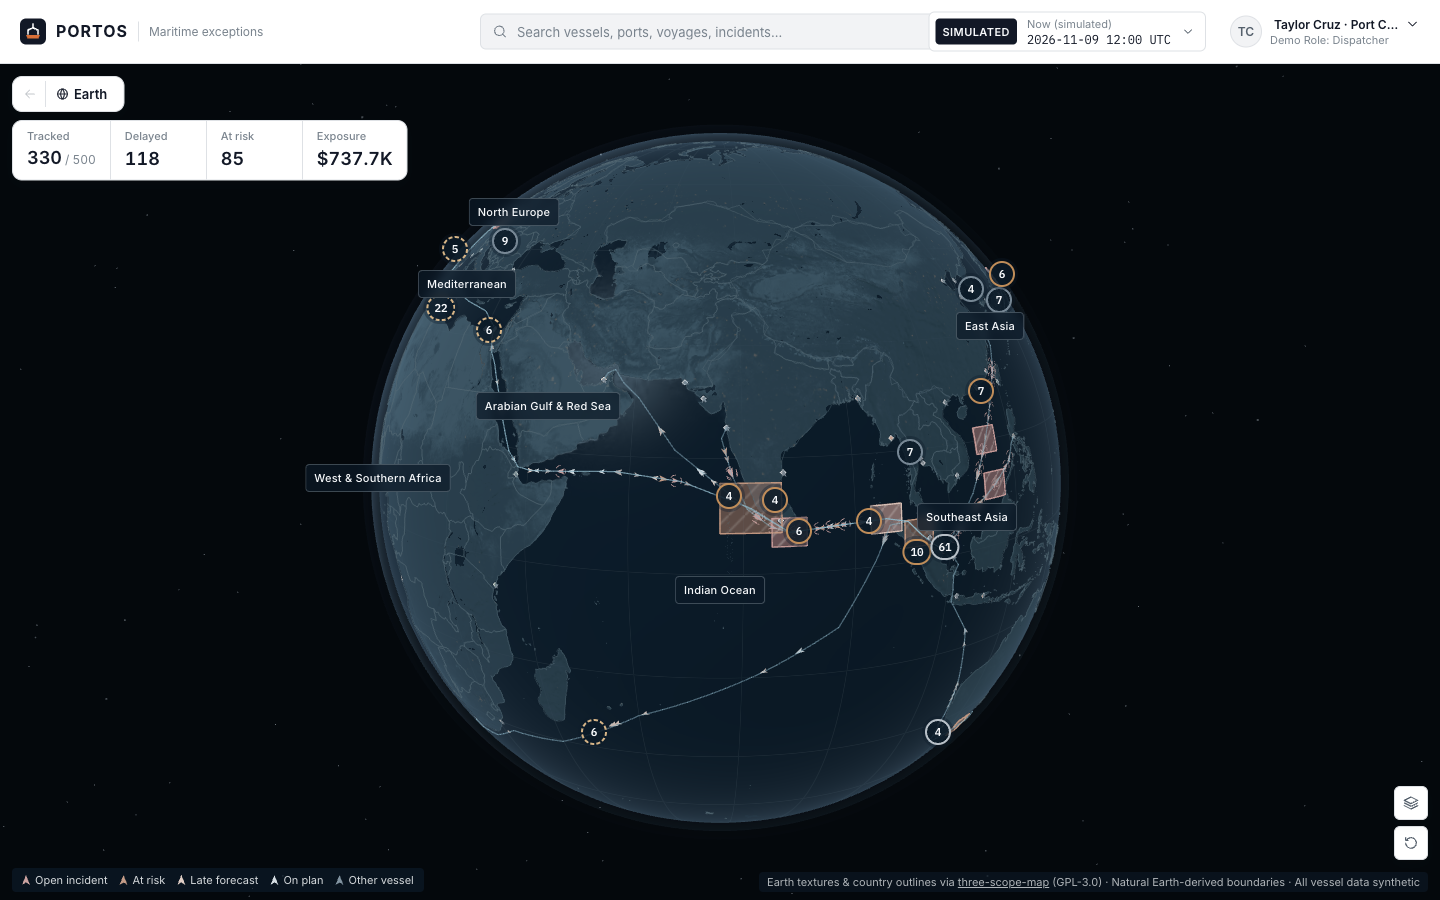 PORTOS
Maritime exceptions
Search vessels, ports, voyages, incidents...
SIMULATED
Now (simulated)
2026-11-09 12:00 UTC
TC
Taylor Cruz · Port C...
Demo Role: Dispatcher
Earth
Tracked
330 / 500
Delayed
118
At risk
85
Exposure
$737.7K
North Europe
5
9
Mediterranean
22
6
6
4
7
East Asia
7
Arabian Gulf & Red Sea
7
West & Southern Africa
4
4
6
4
Southeast Asia
10
61
Indian Ocean
6
4
Open incident
At risk
Late forecast
On plan
Other vessel
Earth textures & country outlines via three-scope-map (GPL-3.0) · Natural Earth-derived boundaries · All vessel data synthetic